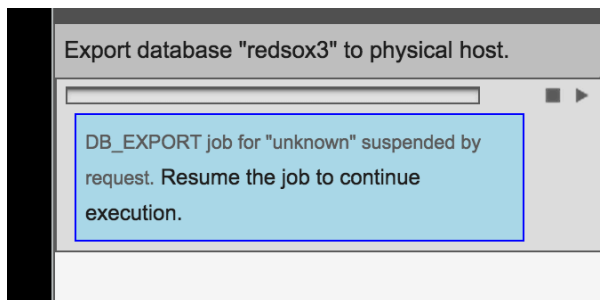 Export database "redsox3" to physical host.
DB_EXPORT job for "unknown" suspended by
request. Resume the job to continue
execution.